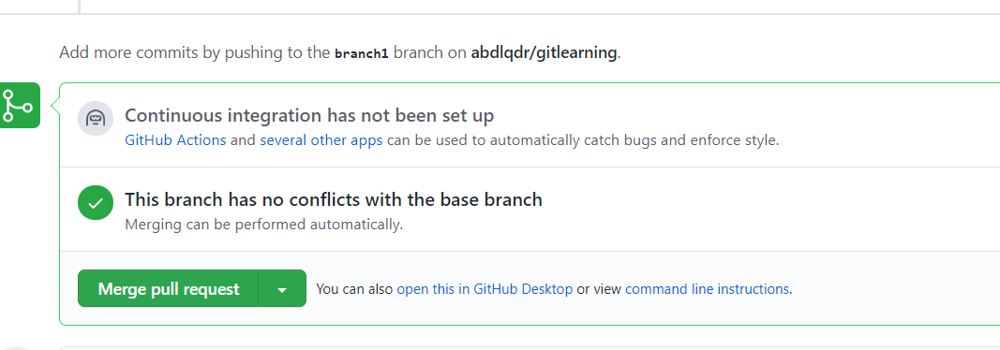 Add more commits by pushing to the branch1 branch on abdlqdr/gitlearning.
Continuous integration has not been set up
GitHub Actions and several other apps can be used to automatically catch bugs and enforce style.
This branch has no conflicts with the base branch
Merging can be performed automatically.
Merge pull request You can also open this in GitHub Desktop or view command line instructions.